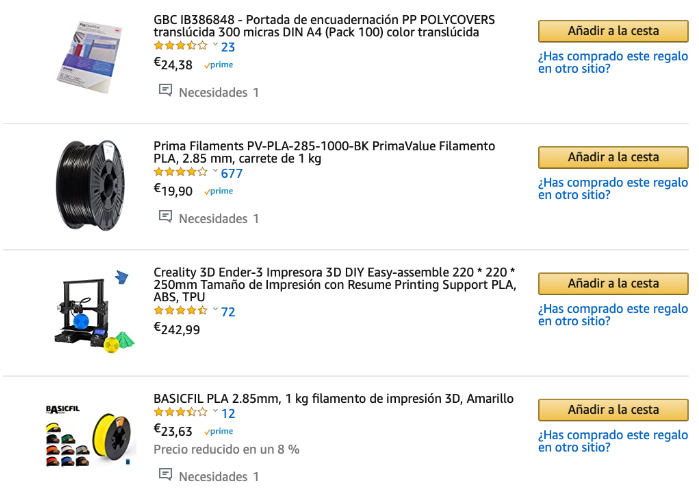 GBC IB386848 - Portada de encuadernación PP POLYCOVERS
translúcida 300 micras DIN A4 (Pack 100) color translúcida
23
€24,38 prime
Necesidades 1
Añadir a la cesta
¿Has comprado este regalo
en otro sitio?
Prima Filaments PV-PLA-285-1000-BK PrimaValue Filamento
PLA, 2.85 mm, carrete de 1 kg
677
€19,90 prime
Necesidades 1
Añadir a la cesta
¿Has comprado este regalo
en otro sitio?
Creality 3D Ender-3 Impresora 3D DIY Easy-assemble 220 * 220 *
250mm Tamaño de Impresión con Resume Printing Support PLA,
ABS, TPU
72
€242,99
Añadir a la cesta
¿Has comprado este regalo
en otro sitio?
BASICFIL
BASICFIL PLA 2.85mm, 1 kg filamento de impresión 3D, Amarillo
12
€23,63 prime
Precio reducido en un 8 %
Necesidades 1
Añadir a la cesta
¿Has comprado este regalo
en otro sitio?